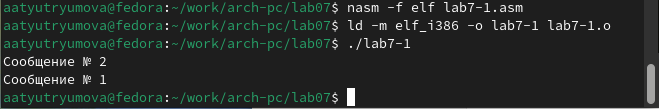 aatyutryumova@fedora:~/work/arch-pc/lab07$ nasm -f elf lab7-1.asm
aatyutryumova@fedora:~/work/arch-pc/lab07$ ld -m elf_i386 -o lab7-1 lab7-1.o
aatyutryumova@fedora:~/work/arch-pc/lab07$ ./lab7-1
Сообщение № 2
Сообщение № 1
aatyutryumova@fedora:~/work/arch-pc/lab07$